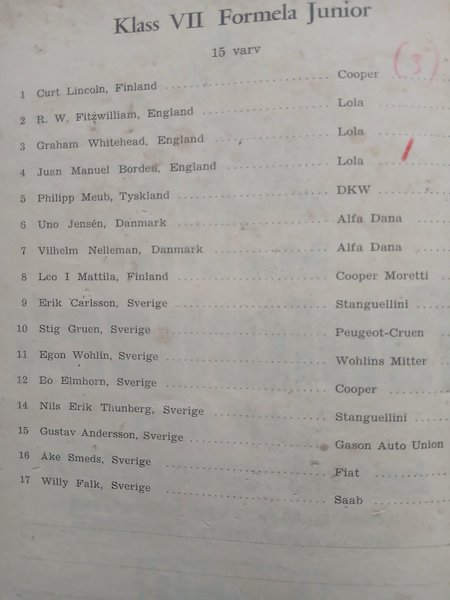 Klass VII Formela Junior
15 varv
1 Curt Lincoln, Finland ........ Cooper (3)
2 R. W. Fitzwilliam, England ........ Lola
3 Graham Whitehead, England ........ Lola
4 Juan Manuel Bordeu, England ........ Lola
5 Philipp Meub, Tyskland ........ DKW
6 Uno Jensén, Danmark ........ Alfa Dana
7 Vilhelm Nelleman, Danmark ........ Alfa Dana
8 Leo I Mattila, Finland ........ Cooper Moretti
9 Erik Carlsson, Sverige ........ Stanguellini
10 Stig Gruen, Sverige ........ Peugeot-Cruen
11 Egon Wohlin, Sverige ........ Wohlins Mitter
12 Bo Elmhorn, Sverige ........ Cooper
14 Nils Erik Thunberg, Sverige ........ Stanguellini
15 Gustav Andersson, Sverige ........ Gason Auto Union
16 Åke Smeds, Sverige ........ Fiat
17 Willy Falk, Sverige ........ Saab